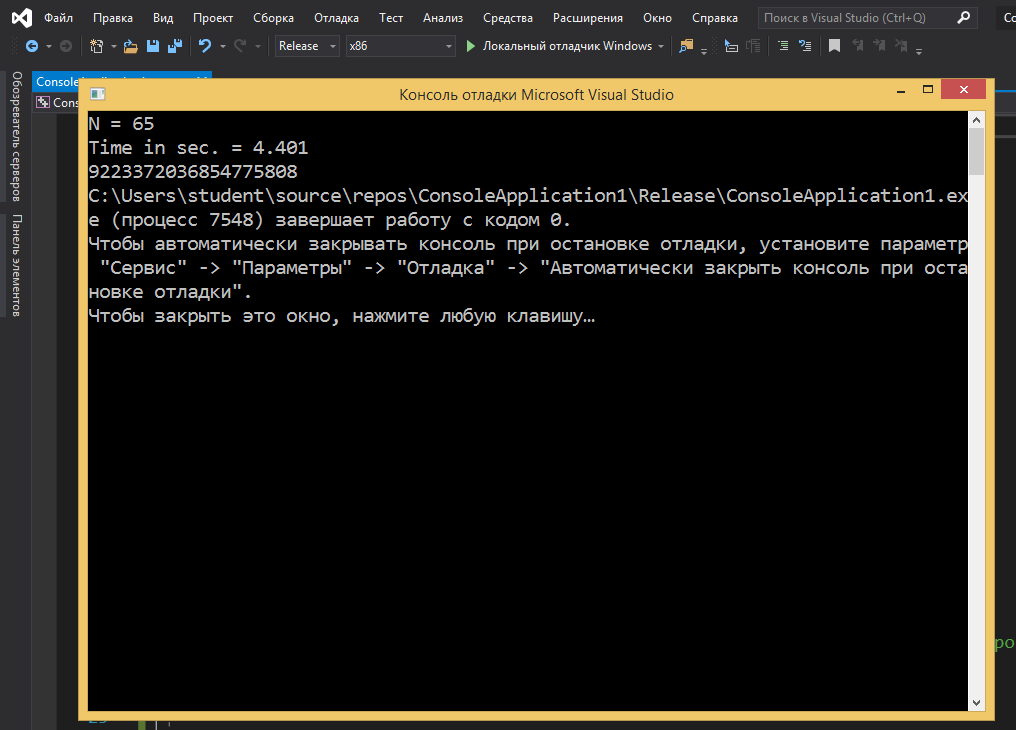 Файл Правка Вид Проект Сборка Отладка Тест Анализ Средства Расширения Окно Справка Поиск в Visual Studio (Ctrl+Q)
Release x86 Локальный отладчик Windows
Обозреватель серверов
Панель элементов
Console
Cons
Консоль отладки Microsoft Visual Studio
N = 65
Time in sec. = 4.401
9223372036854775808
C:\Users\student\source\repos\ConsoleApplication1\Release\ConsoleApplication1.ex
e (процесс 7548) завершает работу с кодом 0.
Чтобы автоматически закрывать консоль при остановке отладки, установите параметр
"Сервис" -> "Параметры" -> "Отладка" -> "Автоматически закрыть консоль при оста
новке отладки".
Чтобы закрыть это окно, нажмите любую клавишу…
ро